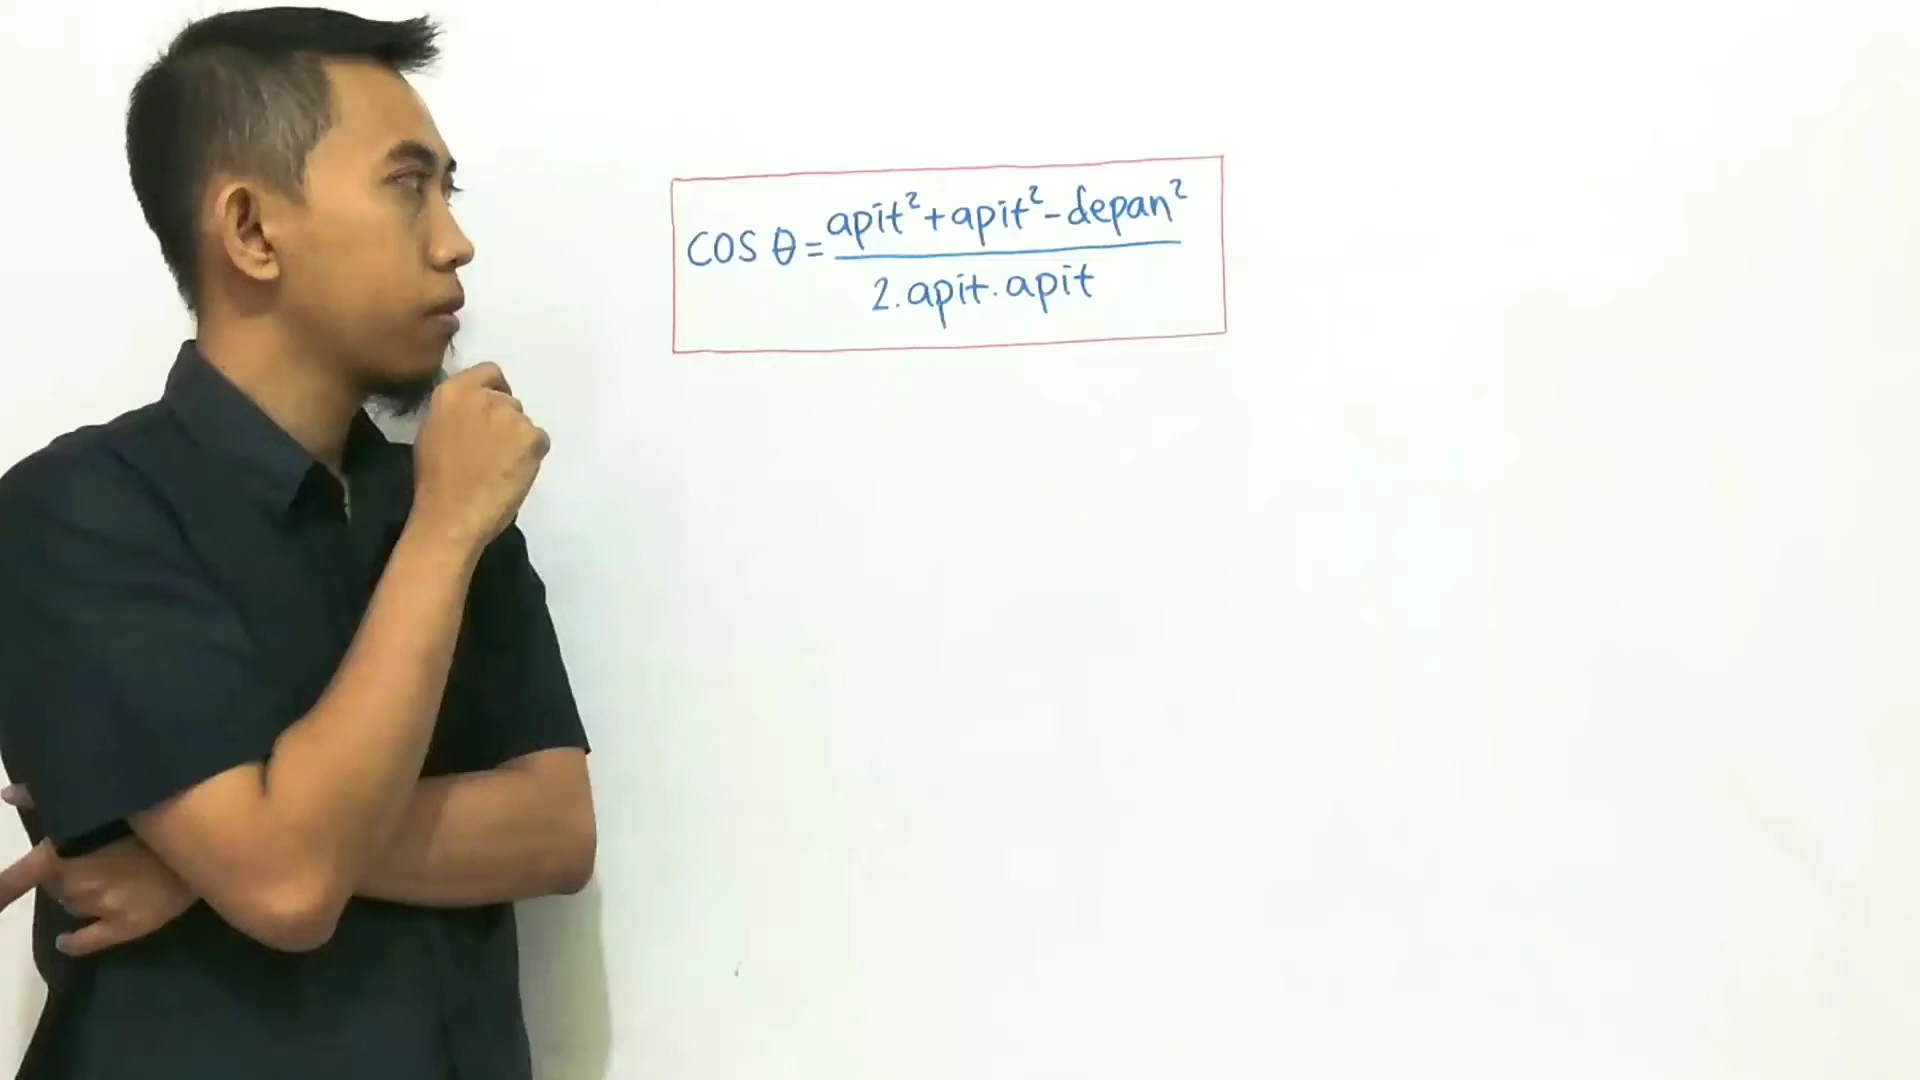 cos θ = apit² + apit² - depan²
2. apit. apit